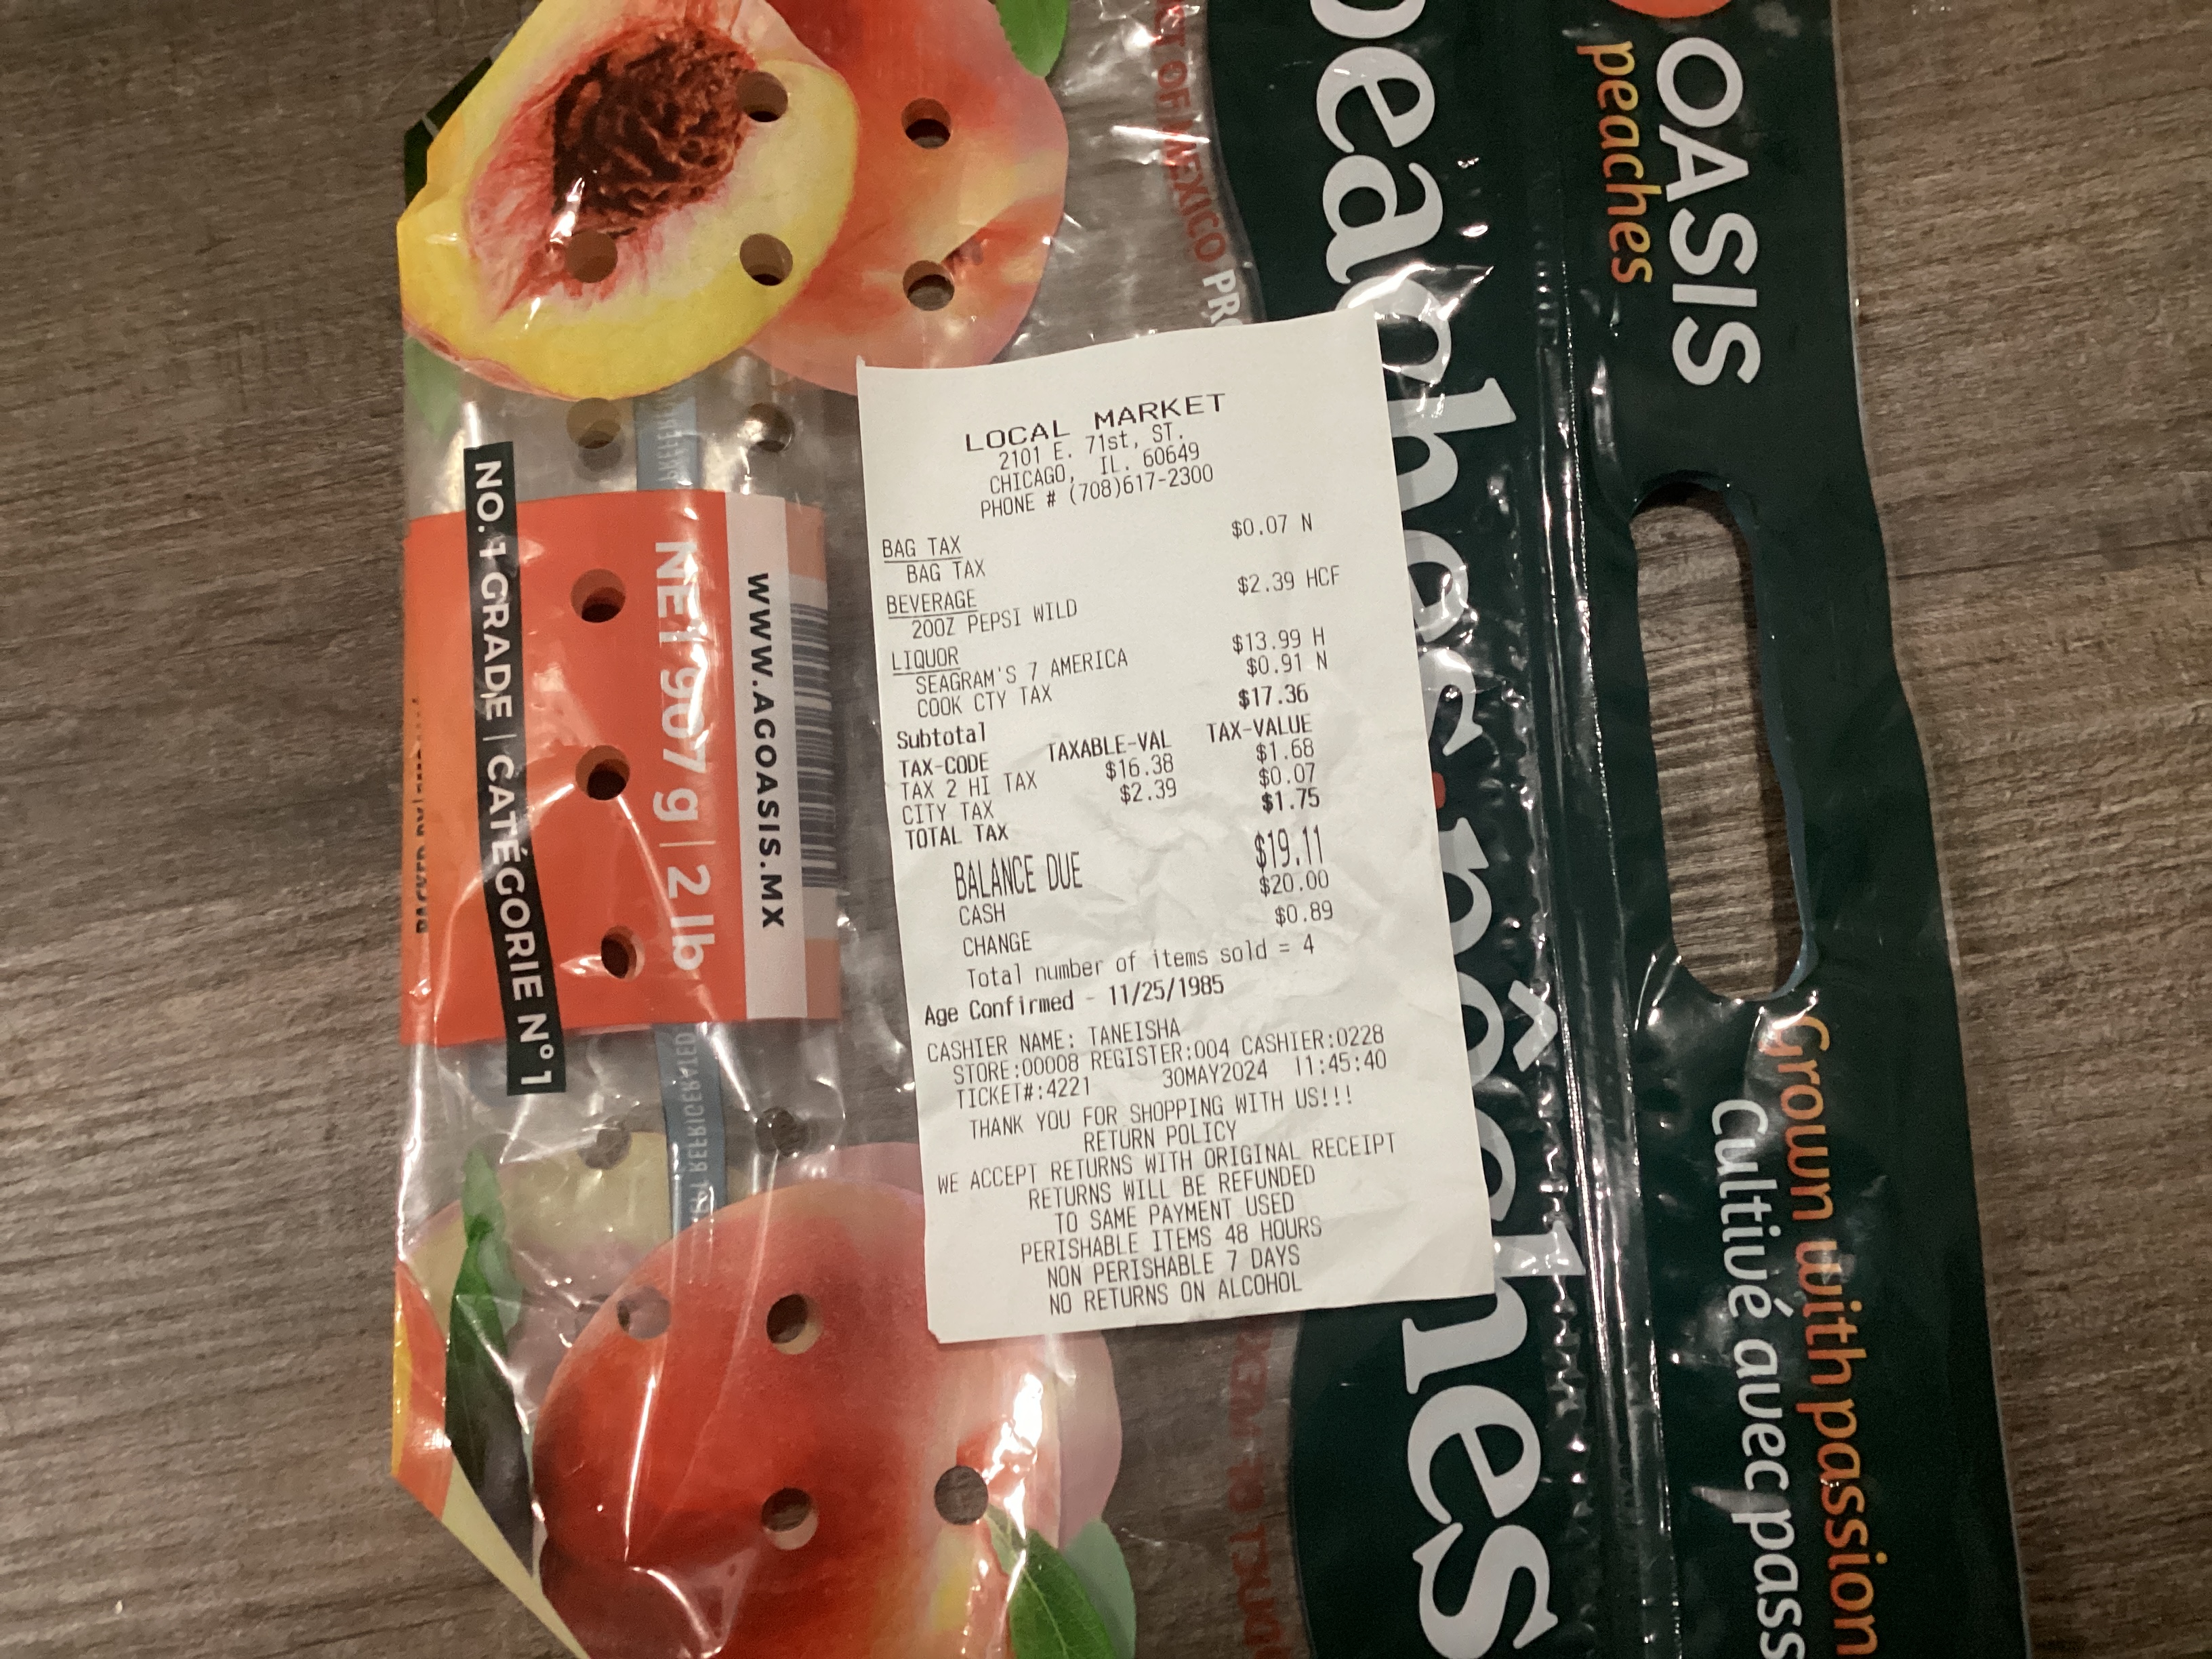 OASIS
peaches
peaches • pêches
Grown with passion
Cultivé avec pass
NO. 1 GRADE | CATÉGORIE N° 1
NET 907 g | 2 lb
WWW.AGOASIS.MX
OF MEXICO PR
LOCAL MARKET
2101 E. 71st, ST.
CHICAGO, IL. 60649
PHONE # (708)617-2300
BAG TAX
BAG TAX $0.07 N
BEVERAGE
20OZ PEPSI WILD $2.39 HCF
LIQUOR
SEAGRAM'S 7 AMERICA $13.99 H
COOK CTY TAX $0.91 N
Subtotal $17.36
TAX-CODE TAXABLE-VAL TAX-VALUE
TAX 2 HI TAX $16.38 $1.68
CITY TAX $2.39 $0.07
TOTAL TAX $1.75
BALANCE DUE $19.11
CASH $20.00
CHANGE $0.89
Total number of items sold = 4
Age Confirmed - 11/25/1985
CASHIER NAME: TANEISHA
STORE:00008 REGISTER:004 CASHIER:0228
TICKET#:4221 30MAY2024 11:45:40
THANK YOU FOR SHOPPING WITH US!!!
RETURN POLICY
WE ACCEPT RETURNS WITH ORIGINAL RECEIPT
RETURNS WILL BE REFUNDED
TO SAME PAYMENT USED
PERISHABLE ITEMS 48 HOURS
NON PERISHABLE 7 DAYS
NO RETURNS ON ALCOHOL